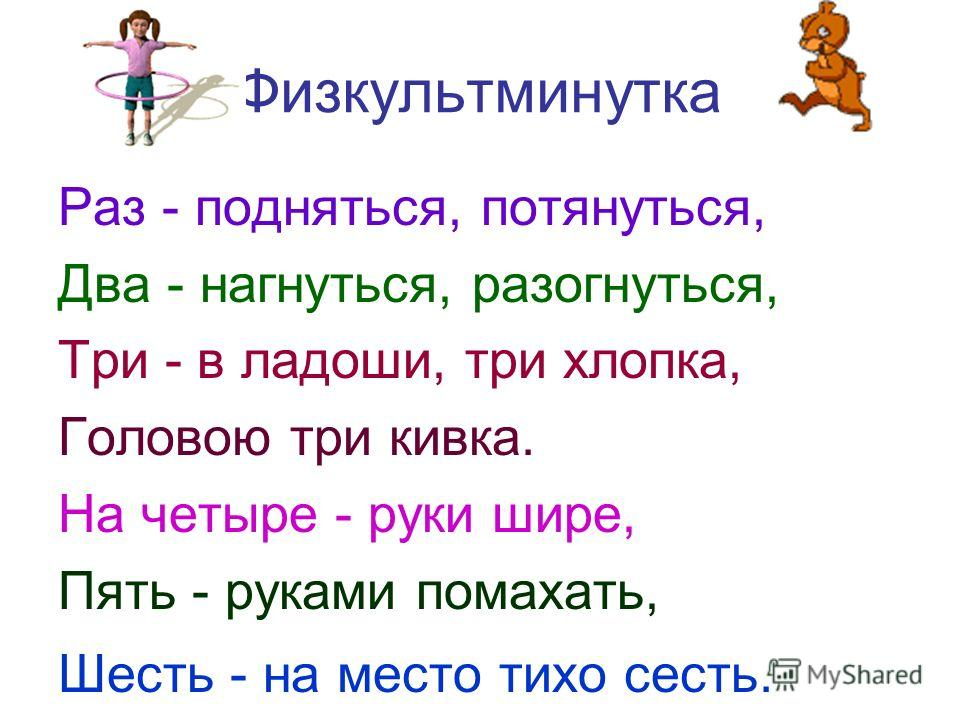 Физкультминутка
Раз - подняться, потянуться,
Два - нагнуться, разогнуться,
Три - в ладоши, три хлопка,
Головою три кивка.
На четыре - руки шире,
Пять - руками помахать,
Шесть - на место тихо сесть.
MyShared